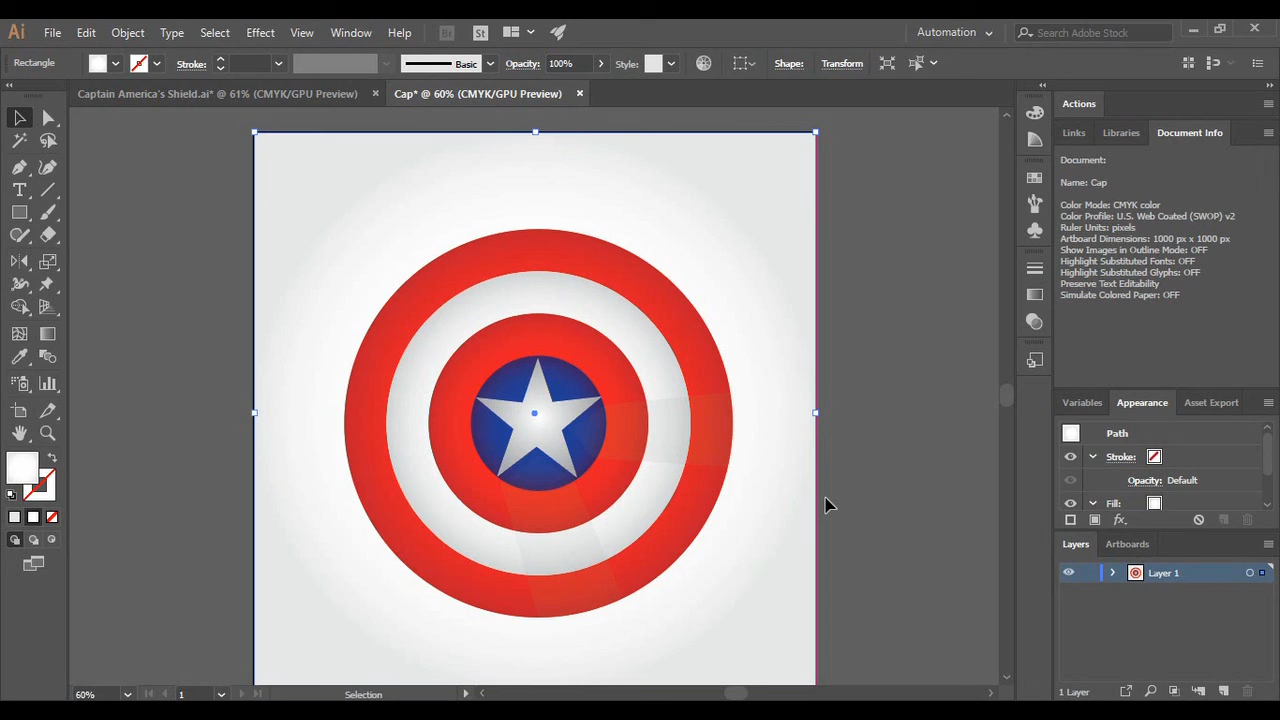 Ai File Edit Object Type Select Effect View Window Help Br St Automation Search Adobe Stock
Rectangle Stroke: Basic Opacity: 100% Style: Shape: Transform
Captain America's Shield.ai* @ 61% (CMYK/GPU Preview) Cap* @ 60% (CMYK/GPU Preview)
Actions
Links Libraries Document Info
Document:
Name: Cap
Color Mode: CMYK color
Color Profile: U.S. Web Coated (SWOP) v2
Ruler Units: pixels
Artboard Dimensions: 1000 px x 1000 px
Show Images in Outline Mode: OFF
Highlight Substituted Fonts: OFF
Highlight Substituted Glyphs: OFF
Preserve Text Editability
Simulate Colored Paper: OFF
Variables Appearance Asset Export
Path
Stroke:
Opacity: Default
Fill:
fx
Layers Artboards
Layer 1
1 Layer
60% 1 Selection